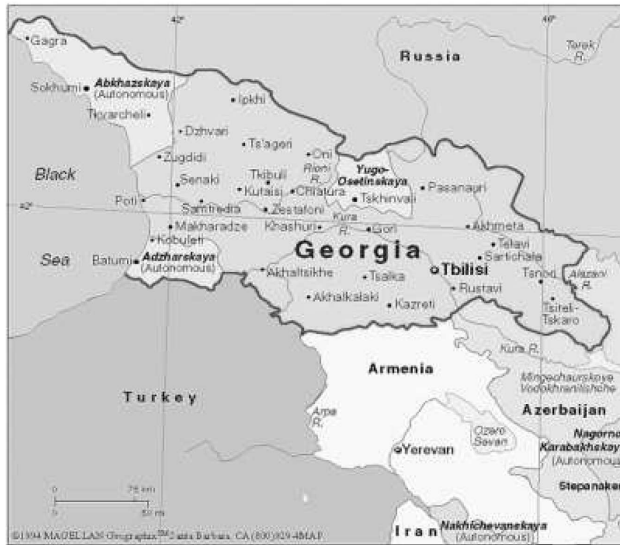 42°
46°
Gagra
Russia
Terek
R.
Sokhumi
Abkhazskaya
(Autonomous)
Ipkhi
Tkvarcheli
Dzhvari
Ts'ageri
Oni
Zugdidi
Rioni
R.
Yugo-
Osetinskaya
Black
Tkibuli
Senaki
Kutaisi
Chiatura
Pasanauri
Tskhinvali
42°
Poti
Samtredia
Zestafoni
Kura
R.
Akhmeta
Makharadze
Khashuri
Gori
Kobuleti
Telavi
Georgia
Sartichala
Sea
Batumi
Adzharskaya
(Autonomous)
Akhaltsikhe
Tsalka
Tbilisi
Tsnori
Alazani
R.
Rustavi
Akhalkalaki
Kazreti
Tsiteli-
Tskaro
Kura R.
Armenia
Mingechaurskoye
Vodokhranilishche
Turkey
Arpa
R.
Azerbaijan
Ozero
Sevan
Nagorno
Karabakhskaya
(Autonomous)
Yerevan
Stepanaker
75 km
50 mi
Iran
Nakhichevanskaya
(Autonomous)
©1994 MAGELLAN Geographix℠ Santa Barbara, CA (800)929-4MAP